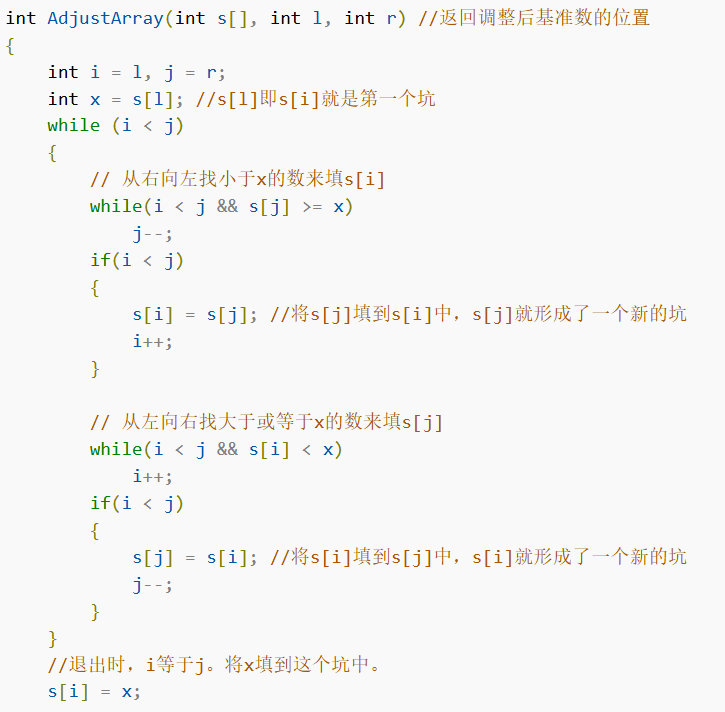 int AdjustArray(int s[], int l, int r) //返回调整后基准数的位置
{
    int i = l, j = r;
    int x = s[l]; //s[l]即s[i]就是第一个坑
    while (i < j)
    {
        // 从右向左找小于x的数来填s[i]
        while(i < j && s[j] >= x)
            j--;
        if(i < j)
        {
            s[i] = s[j]; //将s[j]填到s[i]中，s[j]就形成了一个新的坑
            i++;
        }

        // 从左向右找大于或等于x的数来填s[j]
        while(i < j && s[i] < x)
            i++;
        if(i < j)
        {
            s[j] = s[i]; //将s[i]填到s[j]中，s[i]就形成了一个新的坑
            j--;
        }
    }
    //退出时，i等于j。将x填到这个坑中。
    s[i] = x;